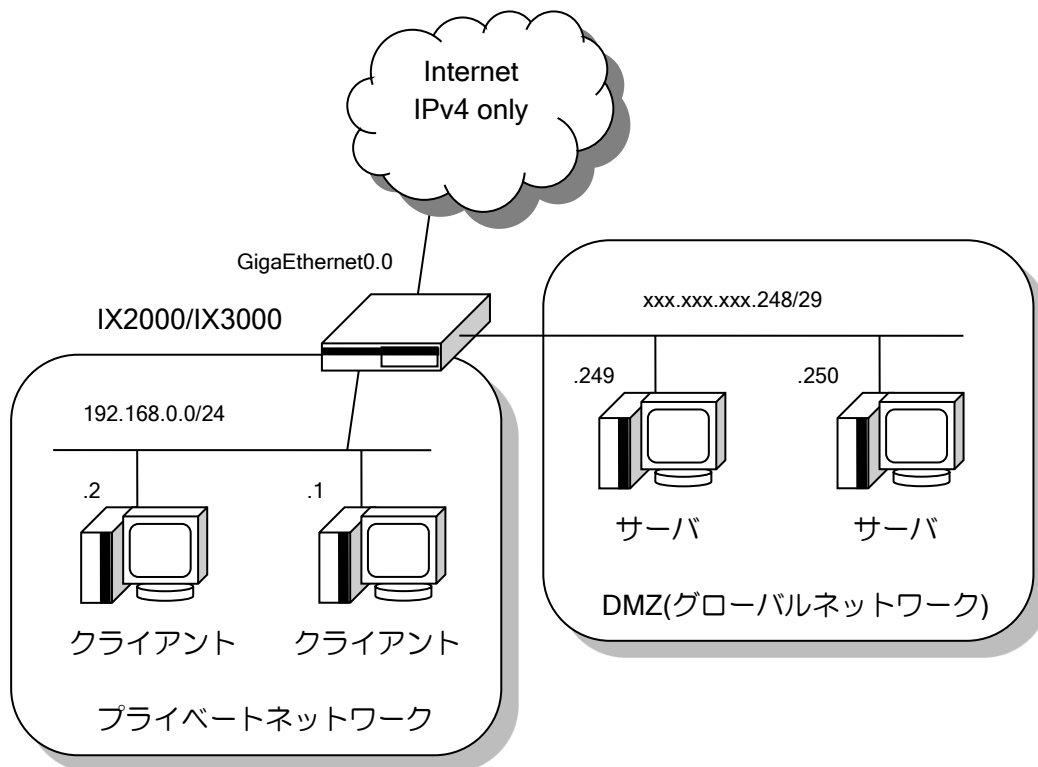 Internet
IPv4 only
GigaEthernet0.0
IX2000/IX3000
xxx.xxx.xxx.248/29
.249
.250
サーバ
サーバ
DMZ(グローバルネットワーク)
192.168.0.0/24
.2
.1
クライアント
クライアント
プライベートネットワーク